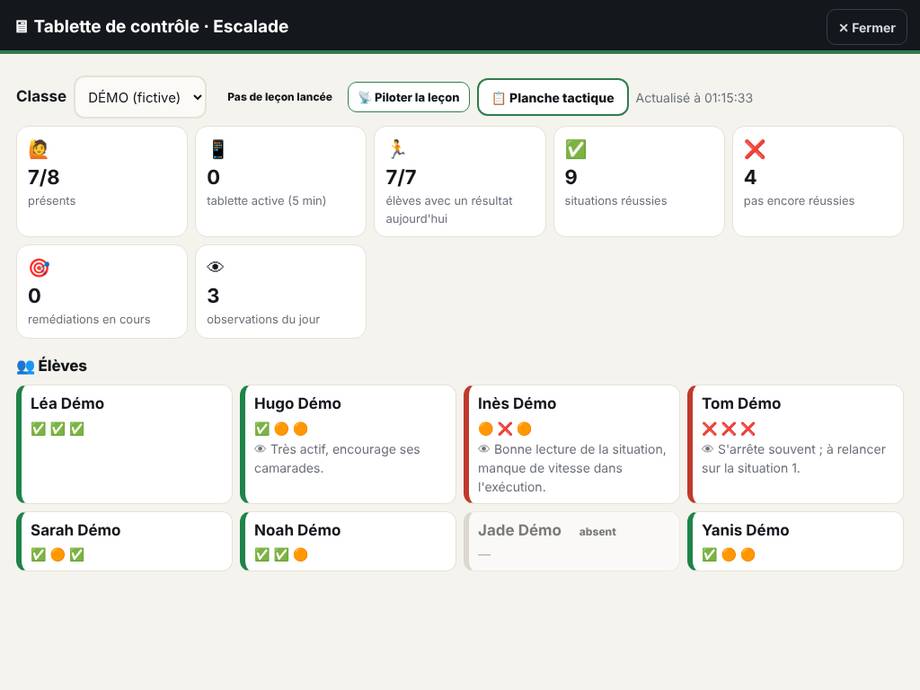 🖥 Tablette de contrôle · Escalade
✕ Fermer
Classe DÉMO (fictive) Pas de leçon lancée 📡 Piloter la leçon 📋 Planche tactique Actualisé à 01:15:33
7/8
présents
0
tablette active (5 min)
7/7
élèves avec un résultat
aujourd'hui
9
situations réussies
4
pas encore réussies
0
remédiations en cours
3
observations du jour
👥 Élèves
Léa Démo
✅ ✅ ✅
Hugo Démo
✅ 🟠 🟠
👁 Très actif, encourage ses
camarades.
Inès Démo
🟠 ❌ 🟠
👁 Bonne lecture de la situation,
manque de vitesse dans
l'exécution.
Tom Démo
❌ ❌ ❌
👁 S'arrête souvent ; à relancer
sur la situation 1.
Sarah Démo
✅ 🟠 ✅
Noah Démo
✅ ✅ 🟠
Jade Démo absent
—
Yanis Démo
✅ 🟠 🟠